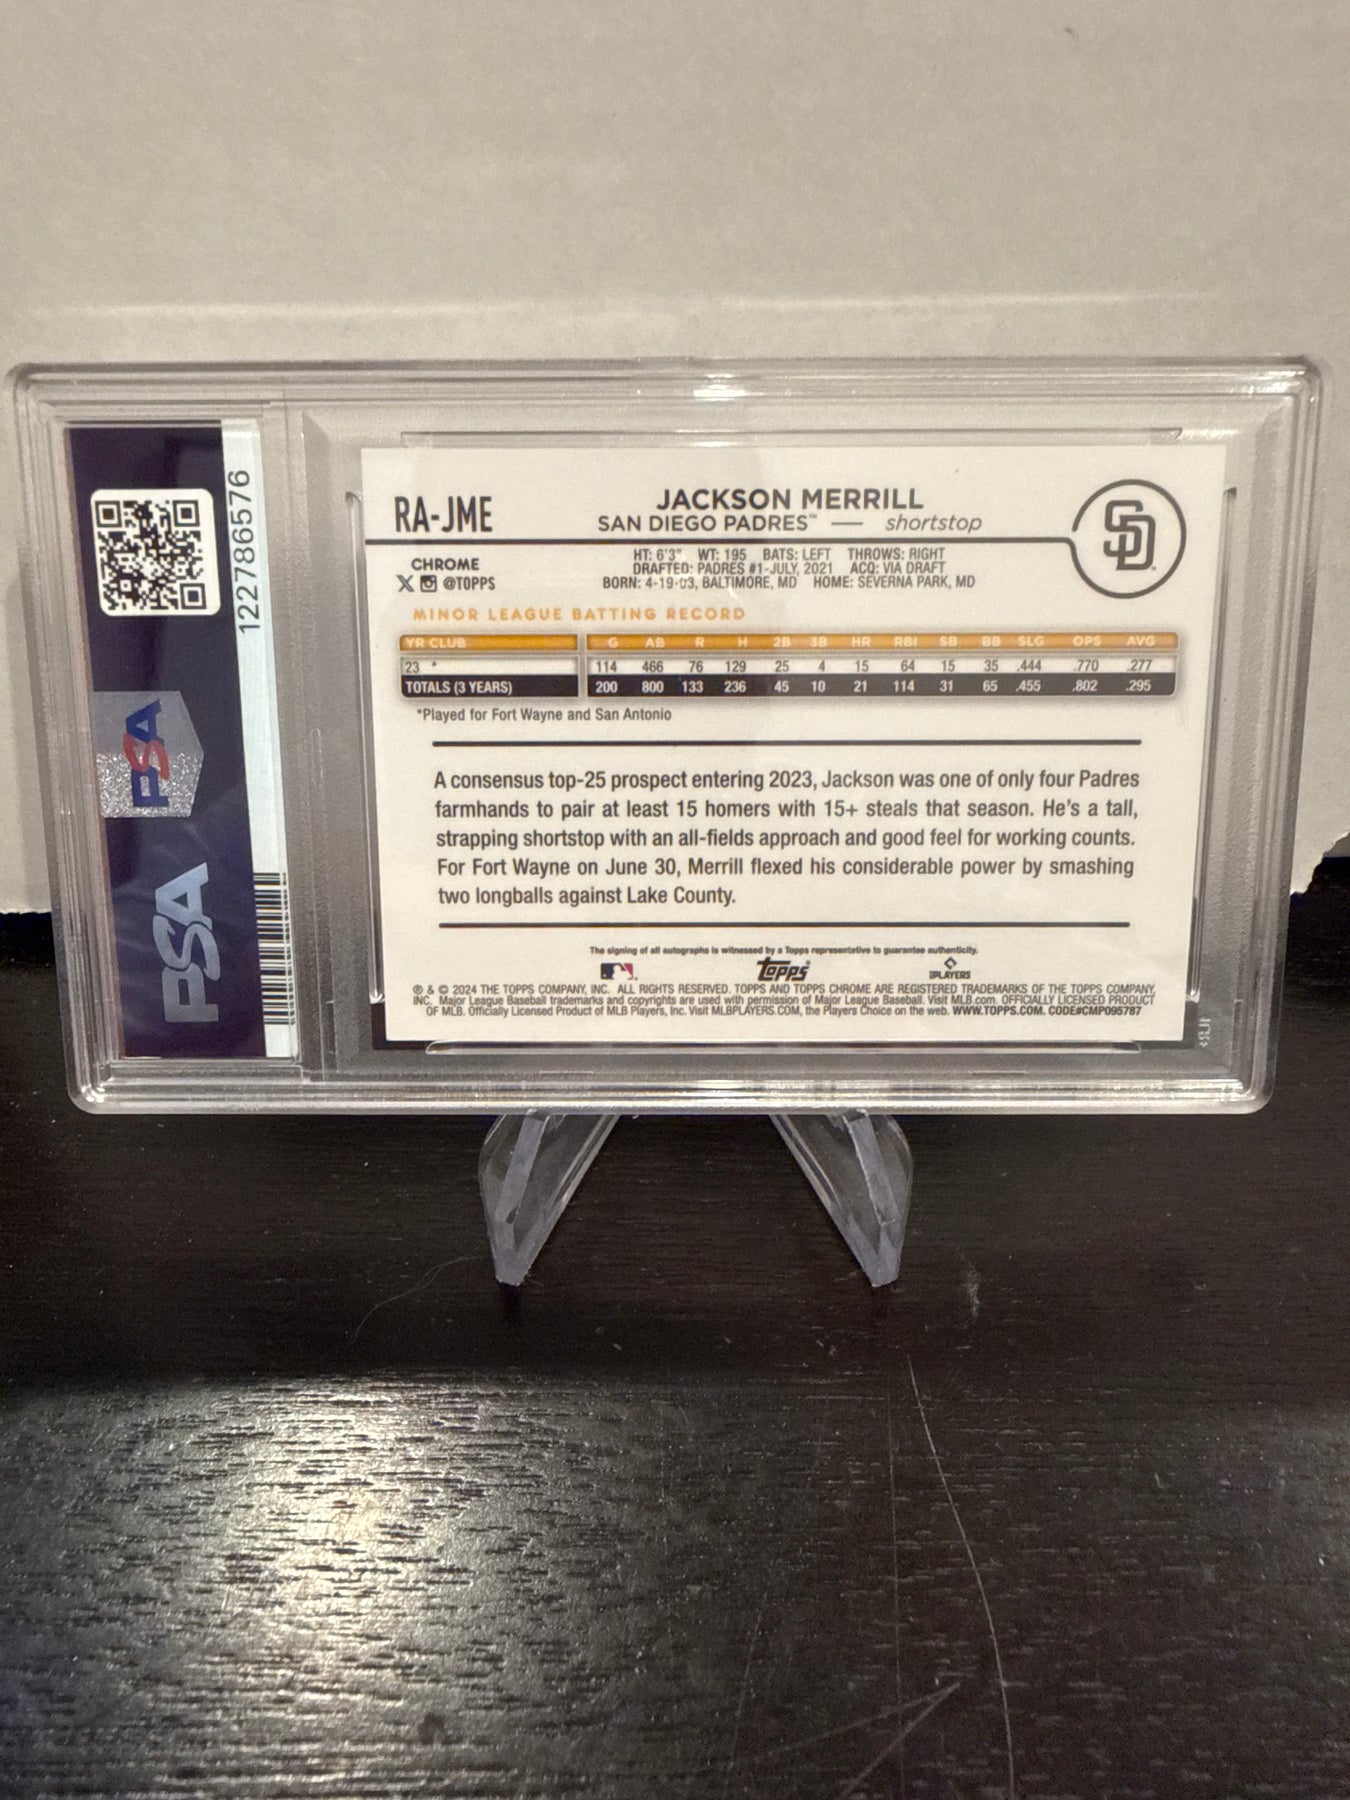 122786576
PSA
PSA
RA-JME
JACKSON MERRILL
SAN DIEGO PADRES™ — shortstop
SD
CHROME
X @TOPPS
HT: 6'3" WT: 195 BATS: LEFT THROWS: RIGHT
DRAFTED: PADRES #1-JULY, 2021 ACQ: VIA DRAFT
BORN: 4-19-03, BALTIMORE, MD HOME: SEVERNA PARK, MD
MINOR LEAGUE BATTING RECORD
YR CLUB G AB R H 2B 3B HR RBI SB BB SLG OPS AVG
23 * 114 466 76 129 25 4 15 64 15 35 .444 .770 .277
TOTALS (3 YEARS) 200 800 133 236 45 10 21 114 31 65 .455 .802 .295
*Played for Fort Wayne and San Antonio
A consensus top-25 prospect entering 2023, Jackson was one of only four Padres
farmhands to pair at least 15 homers with 15+ steals that season. He's a tall,
strapping shortstop with an all-fields approach and good feel for working counts.
For Fort Wayne on June 30, Merrill flexed his considerable power by smashing
two longballs against Lake County.
The signing of all autographs is witnessed by a Topps representative to guarantee authenticity.
Topps
PLAYERS
® & © 2024 THE TOPPS COMPANY, INC. ALL RIGHTS RESERVED. TOPPS AND TOPPS CHROME ARE REGISTERED TRADEMARKS OF THE TOPPS COMPANY,
INC. Major League Baseball trademarks and copyrights are used with permission of Major League Baseball. Visit MLB.com. OFFICIALLY LICENSED PRODUCT
OF MLB. Officially Licensed Product of MLB Players, Inc. Visit MLBPLAYERS.COM, the Players Choice on the web. WWW.TOPPS.COM. CODE#CMP095787